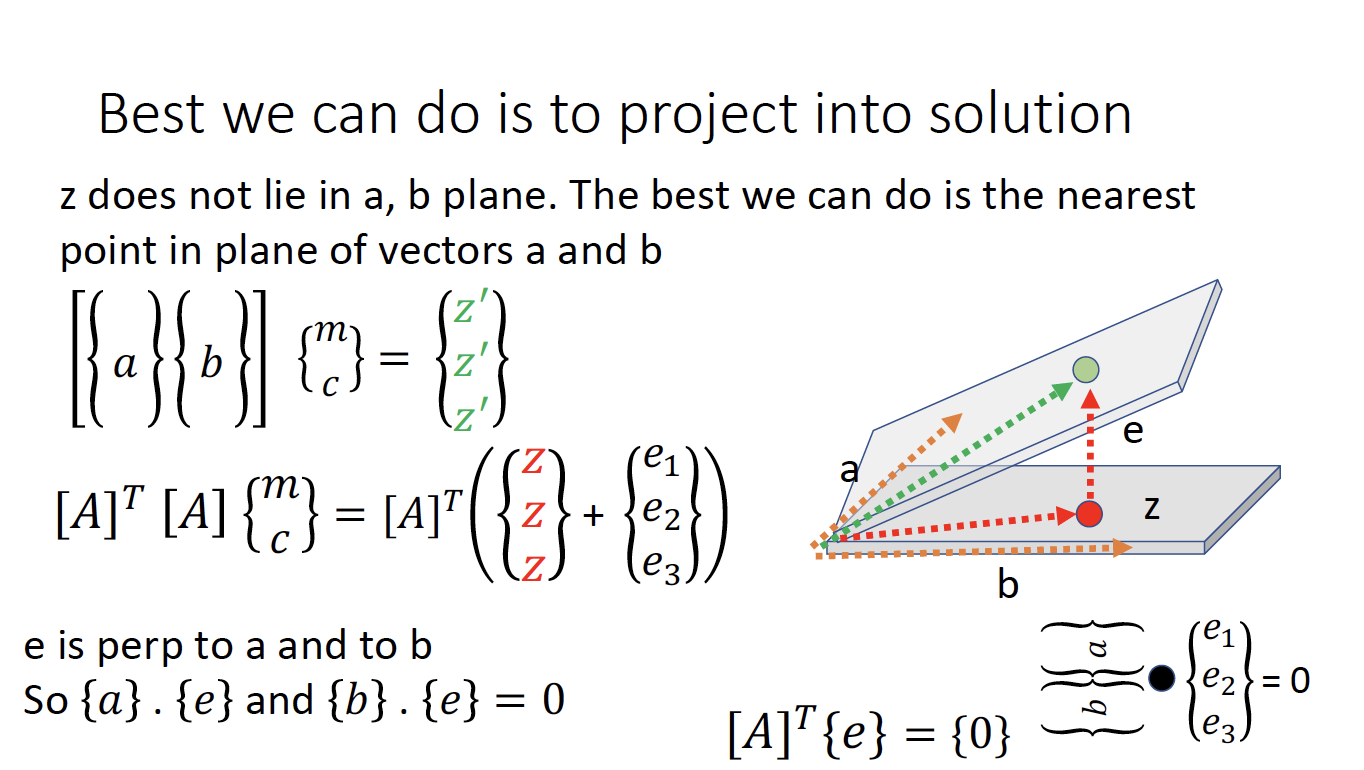 Best we can do is to project into solution
z does not lie in a, b plane. The best we can do is the nearest
point in plane of vectors a and b
[{a}{b}] {m c} = {z′ z′ z′}
[A]ᵀ [A] {m c} = [A]ᵀ({z z z} + {e₁ e₂ e₃})
a
e
z
b
e is perp to a and to b
So {a} . {e} and {b} . {e} = 0
[A]ᵀ{e} = {0}
{a} {b} ● {e₁ e₂ e₃} = 0